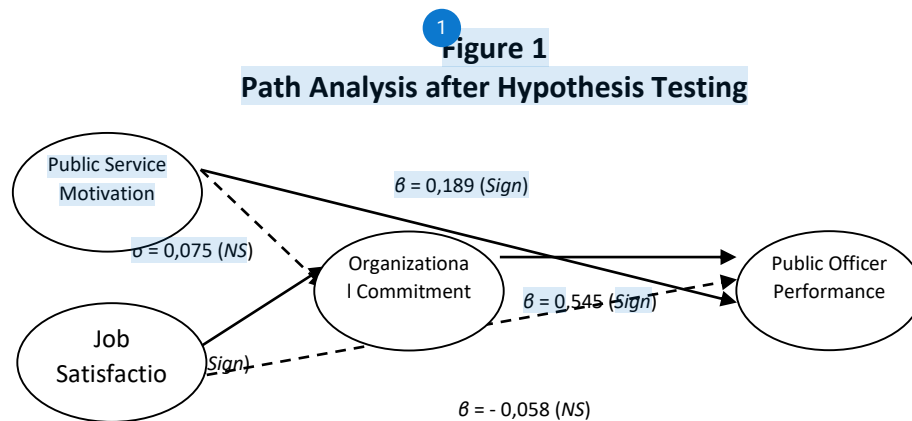 1
Figure 1
Path Analysis after Hypothesis Testing
Public Service
Motivation
β = 0,189 (Sign)
= 0,075 (NS)
Organizationa
l Commitment
Public Officer
Performance
β = 0,545 (Sign)
Job
Satisfactio
Sign)
β = - 0,058 (NS)